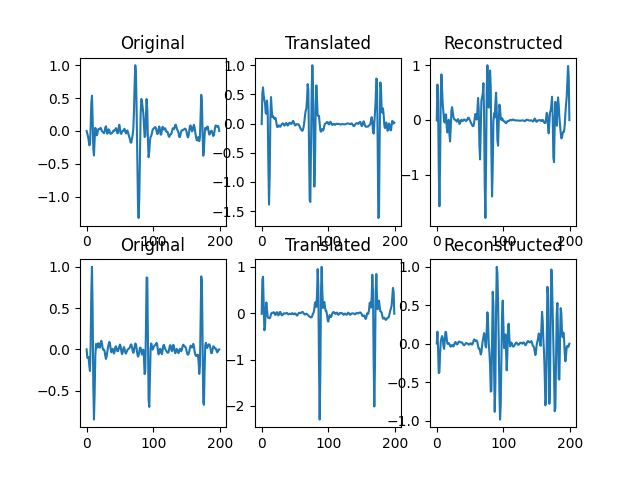 Original Translated Reconstructed
1.0 0.5 0.0 −0.5 −1.0
1.0 0.5 0.0 −0.5 −1.0 −1.5
1 0 −1
0 100 200 0 100 200 0 100 200
Original Translated Reconstructed
1.0 0.5 0.0 −0.5
1 0 −1 −2
1.0 0.5 0.0 −0.5 −1.0
0 100 200 0 100 200 0 100 200